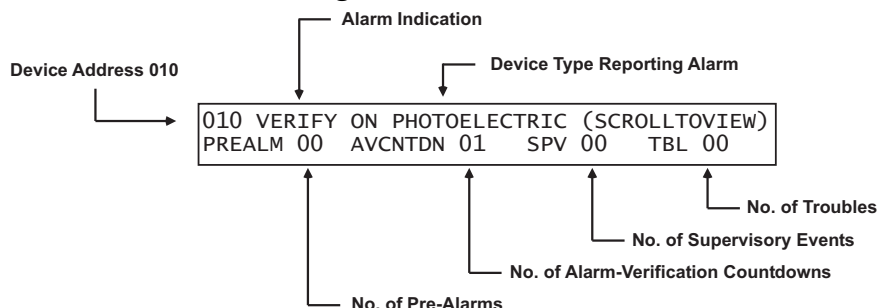 Alarm Indication
Device Address 010
Device Type Reporting Alarm
010 VERIFY ON PHOTOELECTRIC (SCROLLTOVIEW)
PREALM 00 AVCNTDN 01 SPV 00 TBL 00
No. of Troubles
No. of Supervisory Events
No. of Alarm-Verification Countdowns
No. of Pre-Alarms